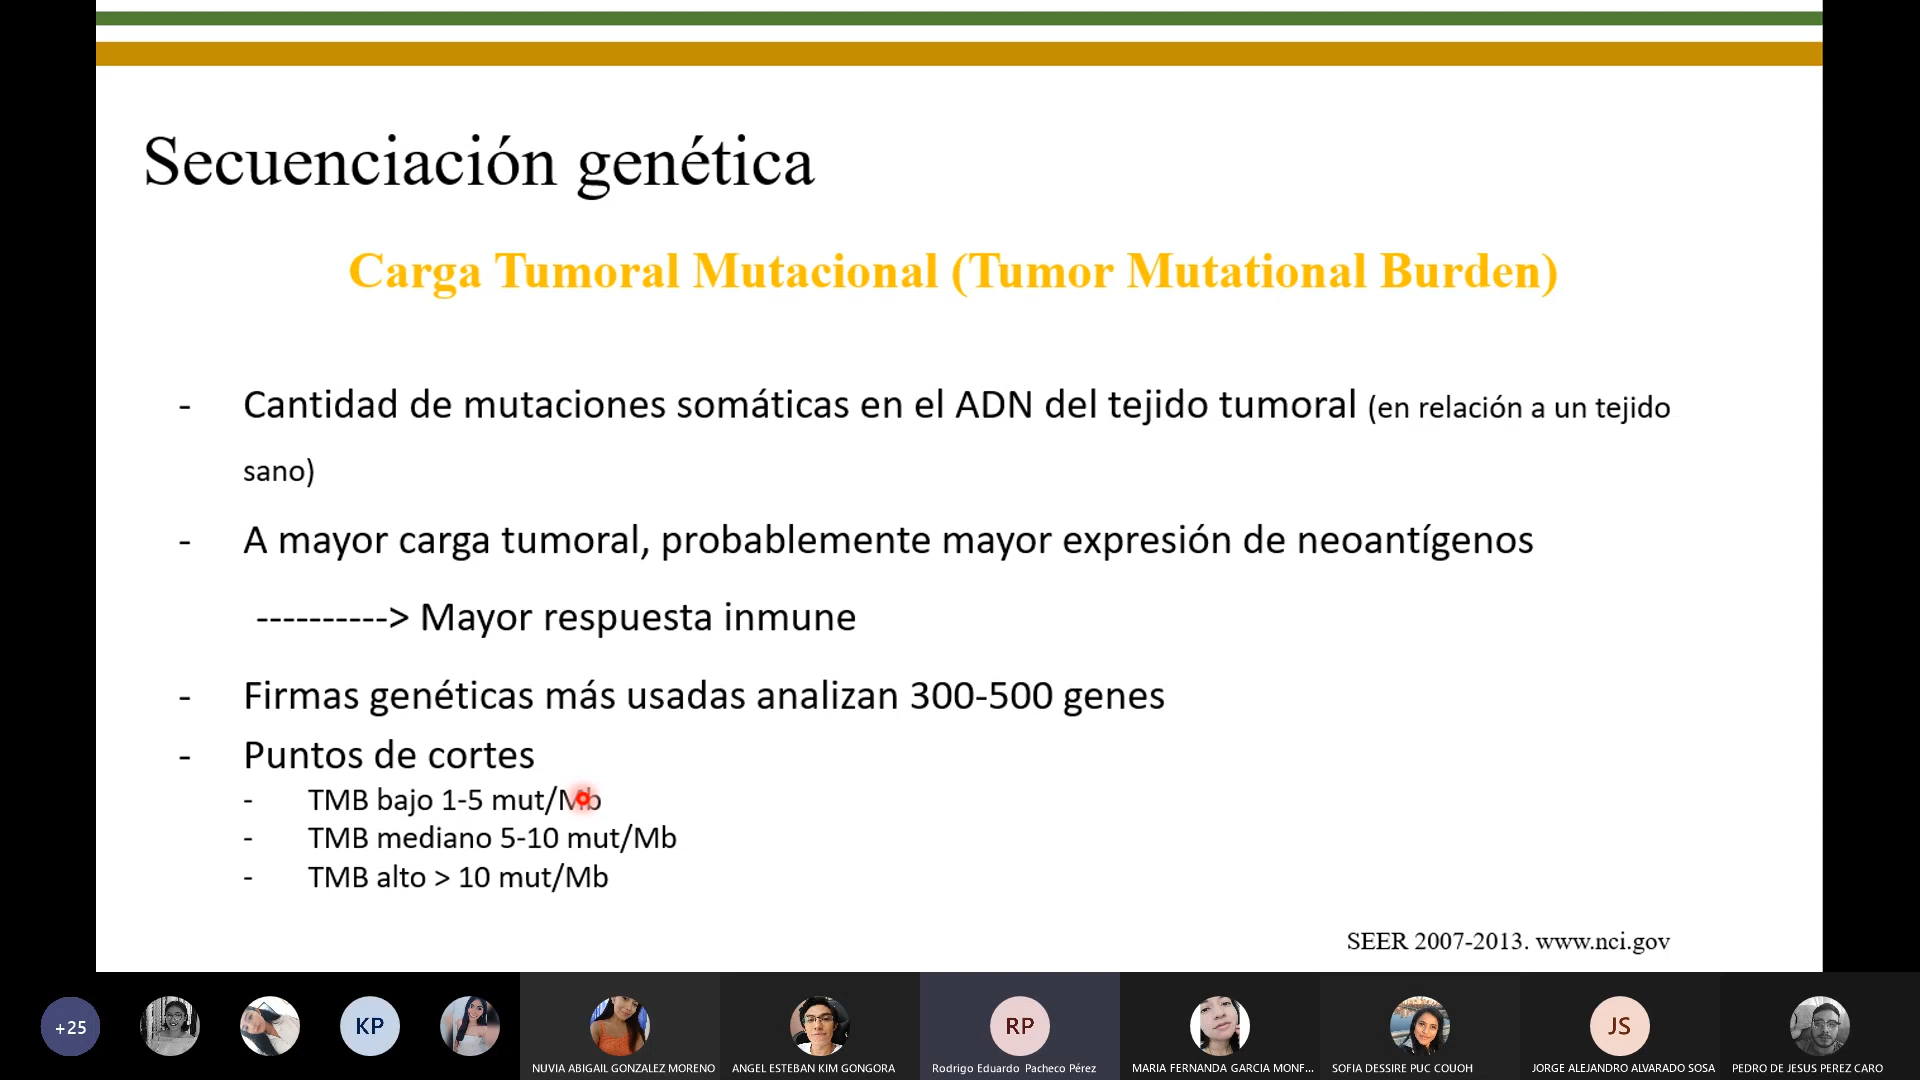 Secuenciación genética
Carga Tumoral Mutacional (Tumor Mutational Burden)
- Cantidad de mutaciones somáticas en el ADN del tejido tumoral (en relación a un tejido
sano)
- A mayor carga tumoral, probablemente mayor expresión de neoantígenos
----------> Mayor respuesta inmune
- Firmas genéticas más usadas analizan 300-500 genes
- Puntos de cortes
- TMB bajo 1-5 mut/Mb
- TMB mediano 5-10 mut/Mb
- TMB alto > 10 mut/Mb
SEER 2007-2013. www.nci.gov
+25
KP
RP
JS
NUVIA ABIGAIL GONZALEZ MORENO
ANGEL ESTEBAN KIM GONGORA
Rodrigo Eduardo Pacheco Pérez
MARIA FERNANDA GARCIA MONF...
SOFIA DESSIRE PUC COUOH
JORGE ALEJANDRO ALVARADO SOSA
PEDRO DE JESUS PEREZ CARO